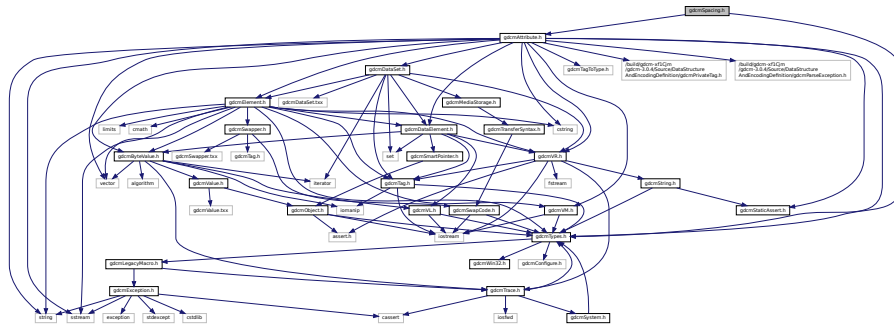 gdcmSpacing.h
gdcmAttribute.h
gdcmDataSet.h
gdcmTagToType.h
/build/gdcm-xf1Cjm
/gdcm-3.0.4/Source/DataStructure
AndEncodingDefinition/gdcmPrivateTag.h
/build/gdcm-xf1Cjm
/gdcm-3.0.4/Source/DataStructure
AndEncodingDefinition/gdcmParseException.h
gdcmElement.h
gdcmDataSet.txx
gdcmMediaStorage.h
limits
cmath
gdcmSwapper.h
gdcmDataElement.h
gdcmTransferSyntax.h
cstring
gdcmByteValue.h
gdcmSwapper.txx
gdcmTag.h
set
gdcmSmartPointer.h
gdcmVR.h
vector
algorithm
gdcmValue.h
iterator
gdcmTag.h
fstream
gdcmString.h
gdcmValue.txx
gdcmObject.h
iomanip
gdcmVL.h
gdcmSwapCode.h
gdcmVM.h
gdcmStaticAssert.h
assert.h
iostream
gdcmTypes.h
gdcmLegacyMacro.h
gdcmWin32.h
gdcmConfigure.h
gdcmException.h
gdcmTrace.h
string
sstream
exception
stdexcept
cstdlib
cassert
iosfwd
gdcmSystem.h